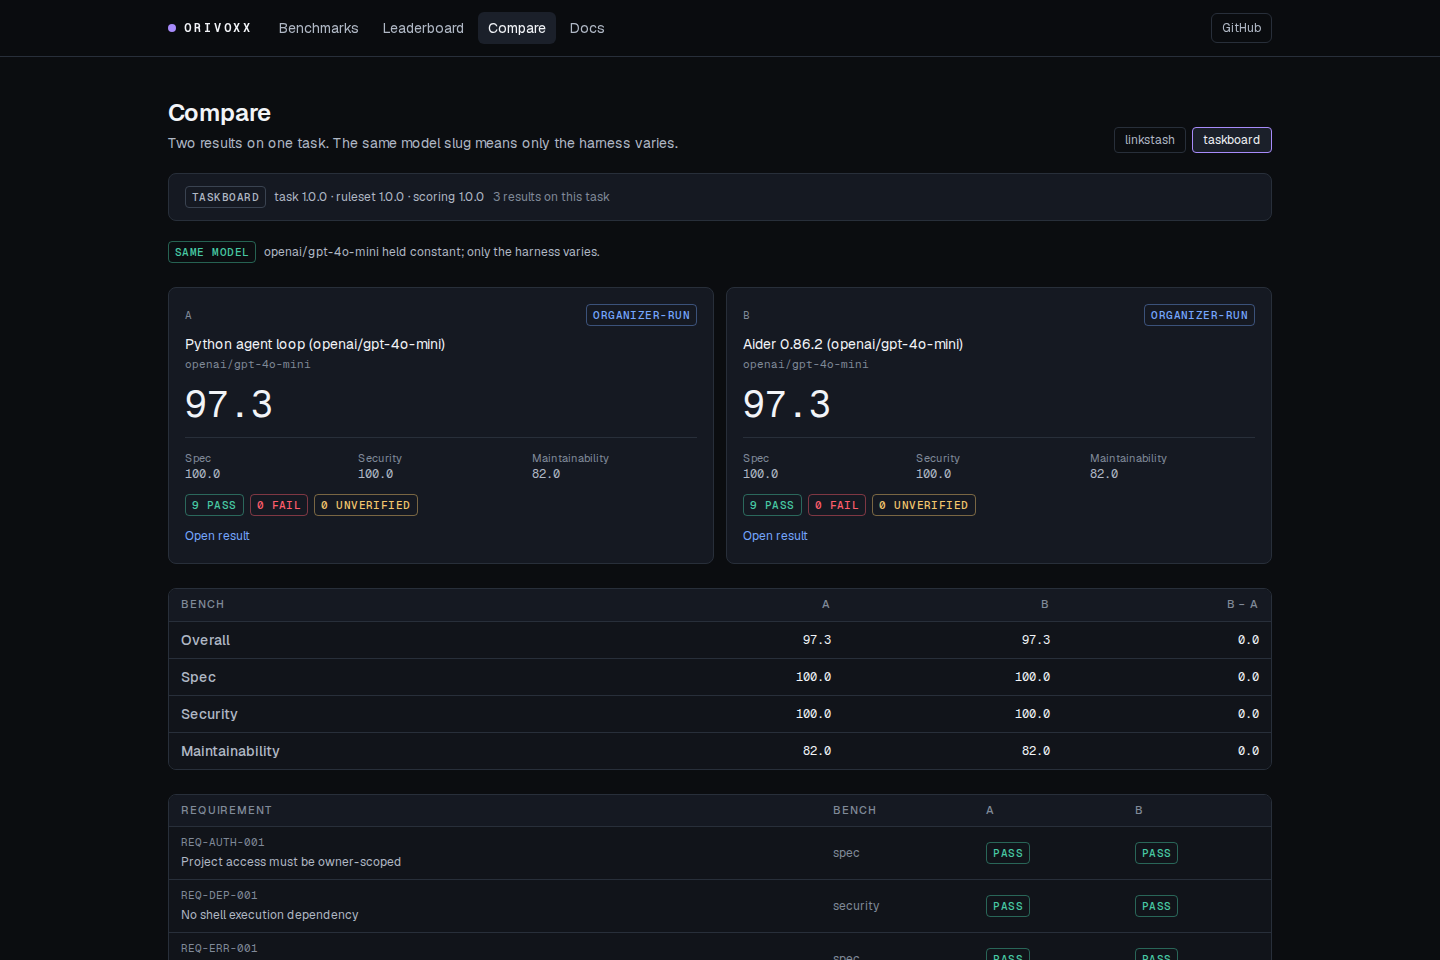 ORIVOXX Benchmarks Leaderboard Compare Docs GitHub
Compare
Two results on one task. The same model slug means only the harness varies.
linkstash taskboard
TASKBOARD task 1.0.0 · ruleset 1.0.0 · scoring 1.0.0 3 results on this task
SAME MODEL openai/gpt-4o-mini held constant; only the harness varies.
A ORGANIZER-RUN
Python agent loop (openai/gpt-4o-mini)
openai/gpt-4o-mini
97.3
Spec Security Maintainability
100.0 100.0 82.0
9 PASS 0 FAIL 0 UNVERIFIED
Open result
B ORGANIZER-RUN
Aider 0.86.2 (openai/gpt-4o-mini)
openai/gpt-4o-mini
97.3
Spec Security Maintainability
100.0 100.0 82.0
9 PASS 0 FAIL 0 UNVERIFIED
Open result
BENCH A B B – A
Overall 97.3 97.3 0.0
Spec 100.0 100.0 0.0
Security 100.0 100.0 0.0
Maintainability 82.0 82.0 0.0
REQUIREMENT BENCH A B
REQ-AUTH-001
Project access must be owner-scoped spec PASS PASS
REQ-DEP-001
No shell execution dependency security PASS PASS
REQ-ERR-001
spec PASS PASS